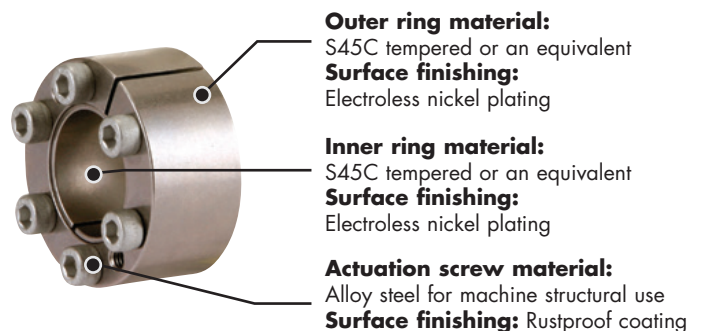 Outer ring material:
S45C tempered or an equivalent
Surface finishing:
Electroless nickel plating
Inner ring material:
S45C tempered or an equivalent
Surface finishing:
Electroless nickel plating
Actuation screw material:
Alloy steel for machine structural use
Surface finishing: Rustproof coating